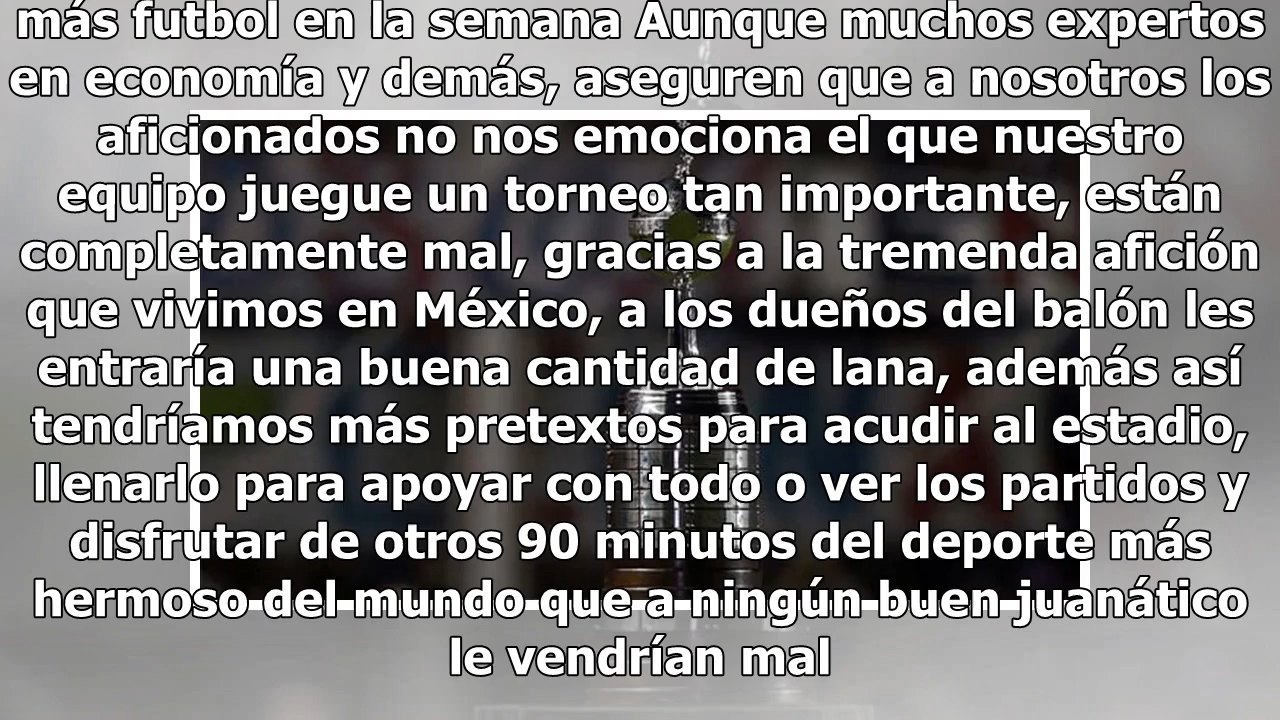 más futbol en la semana Aunque muchos expertos
en economía y demás, aseguren que a nosotros los
aficionados no nos emociona el que nuestro
equipo juegue un torneo tan importante, están
completamente mal, gracias a la tremenda afición
que vivimos en México, a los dueños del balón les
entraría una buena cantidad de lana, además así
tendríamos más pretextos para acudir al estadio,
llenarlo para apoyar con todo o ver los partidos y
disfrutar de otros 90 minutos del deporte más
hermoso del mundo que a ningún buen juanático
le vendrían mal